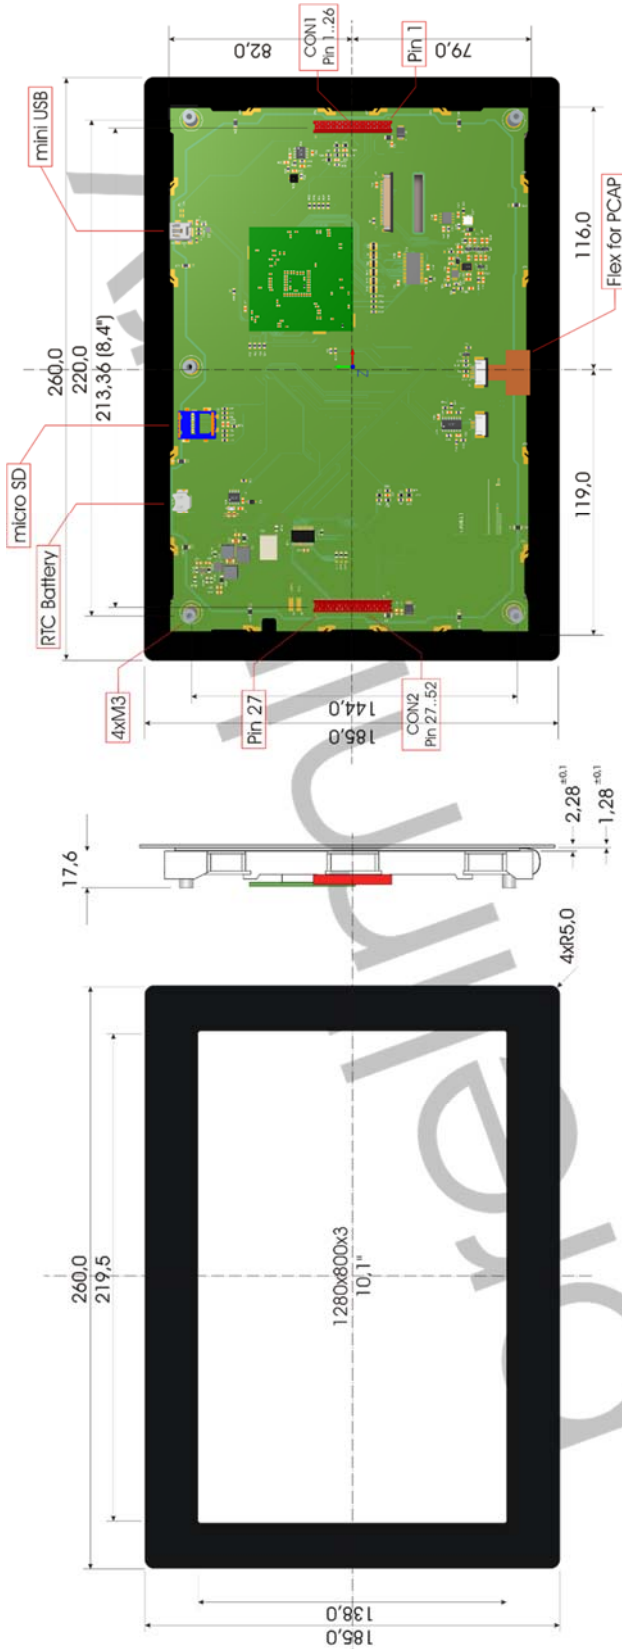 260,0
219,5
185,0
138,0
1280x800x3
10,1"
4xR5,0
17,6
2,28 ±0,1
1,28 ±0,1
4xM3
RTC Battery
micro SD
mini USB
260,0
220,0
213,36 (8,4")
82,0
79,0
CON1
Pin 1..26
Pin 1
Pin 27
CON2
Pin 27..52
144,0
185,0
119,0
116,0
Flex for PCAP